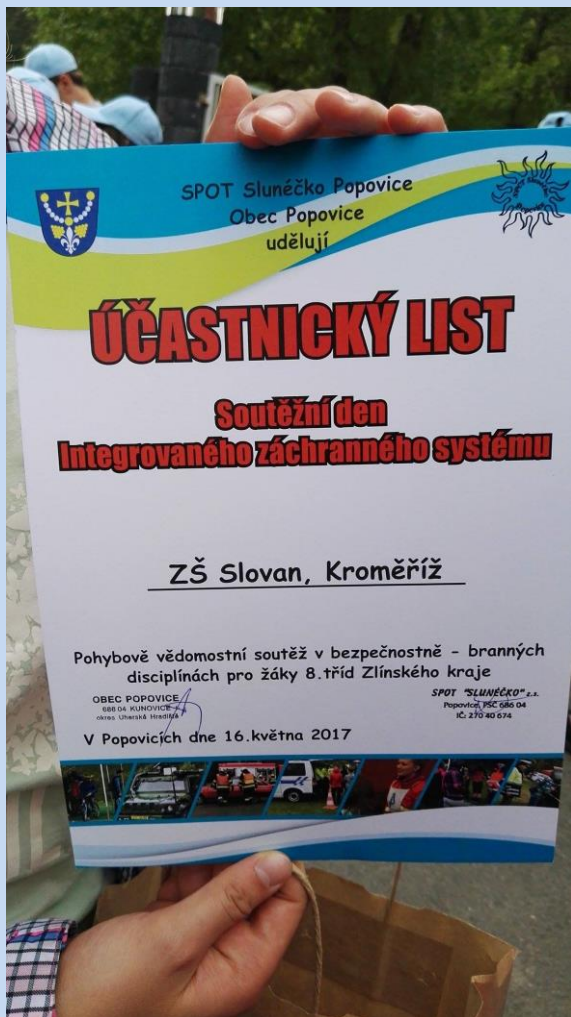 SPOT Slunéčko Popovice
Obec Popovice
udělují
ÚČASTNICKÝ LIST
Soutěžní den
Integrovaného záchranného systému
ZŠ Slovan, Kroměříž
Pohybově vědomostní soutěž v bezpečnostně - branných
disciplínách pro žáky 8.tříd Zlínského kraje
OBEC POPOVICE
686 04 KUNOVICE
okres Uherské Hradiště
SPOT "SLUNÉČKO" z.s.
Popovice, PSČ 686 04
IČ: 270 40 674
V Popovicích dne 16.května 2017